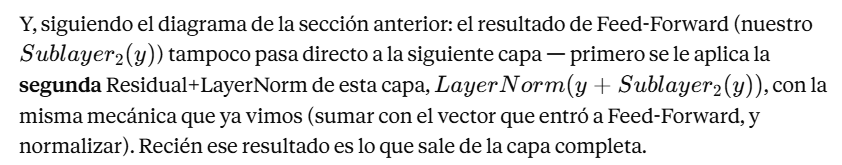 Y, siguiendo el diagrama de la sección anterior: el resultado de Feed-Forward (nuestro
Sublayer₂(y)) tampoco pasa directo a la siguiente capa — primero se le aplica la
segunda Residual+LayerNorm de esta capa, LayerNorm(y + Sublayer₂(y)), con la
misma mecánica que ya vimos (sumar con el vector que entró a Feed-Forward, y
normalizar). Recién ese resultado es lo que sale de la capa completa.